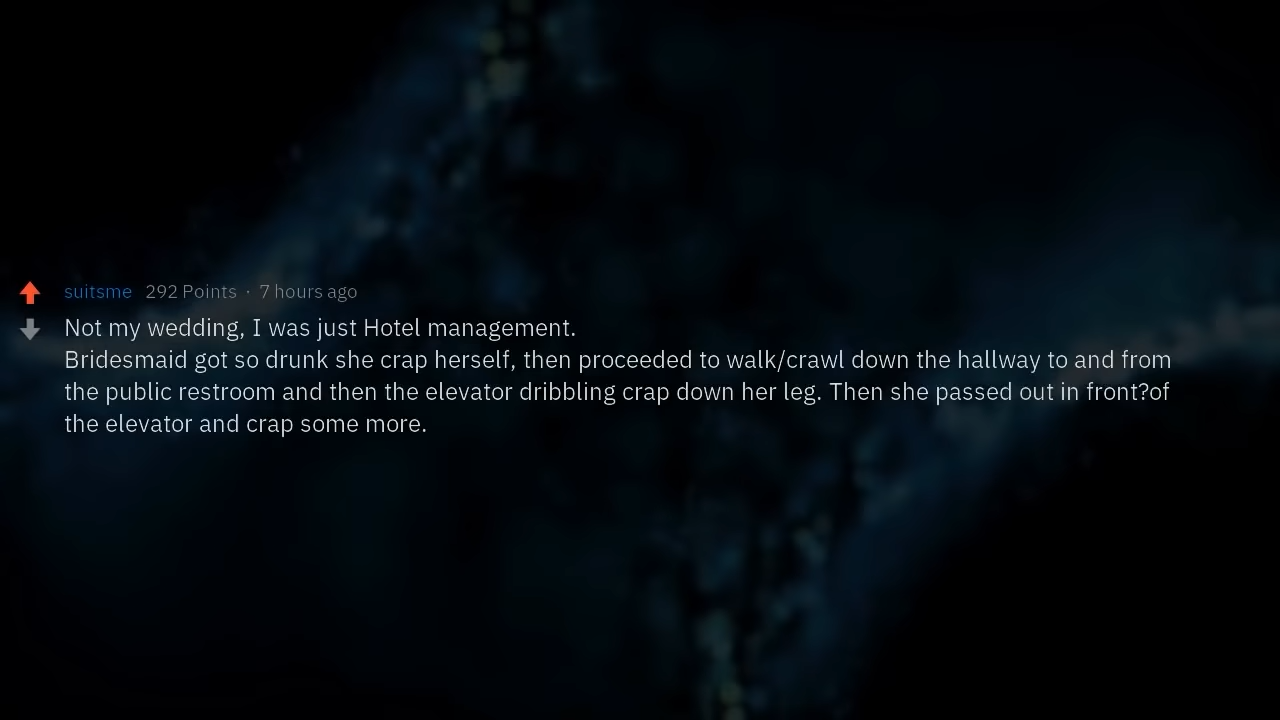 suitsme 292 Points · 7 hours ago
Not my wedding, I was just Hotel management.
Bridesmaid got so drunk she crap herself, then proceeded to walk/crawl down the hallway to and from
the public restroom and then the elevator dribbling crap down her leg. Then she passed out in front?of
the elevator and crap some more.